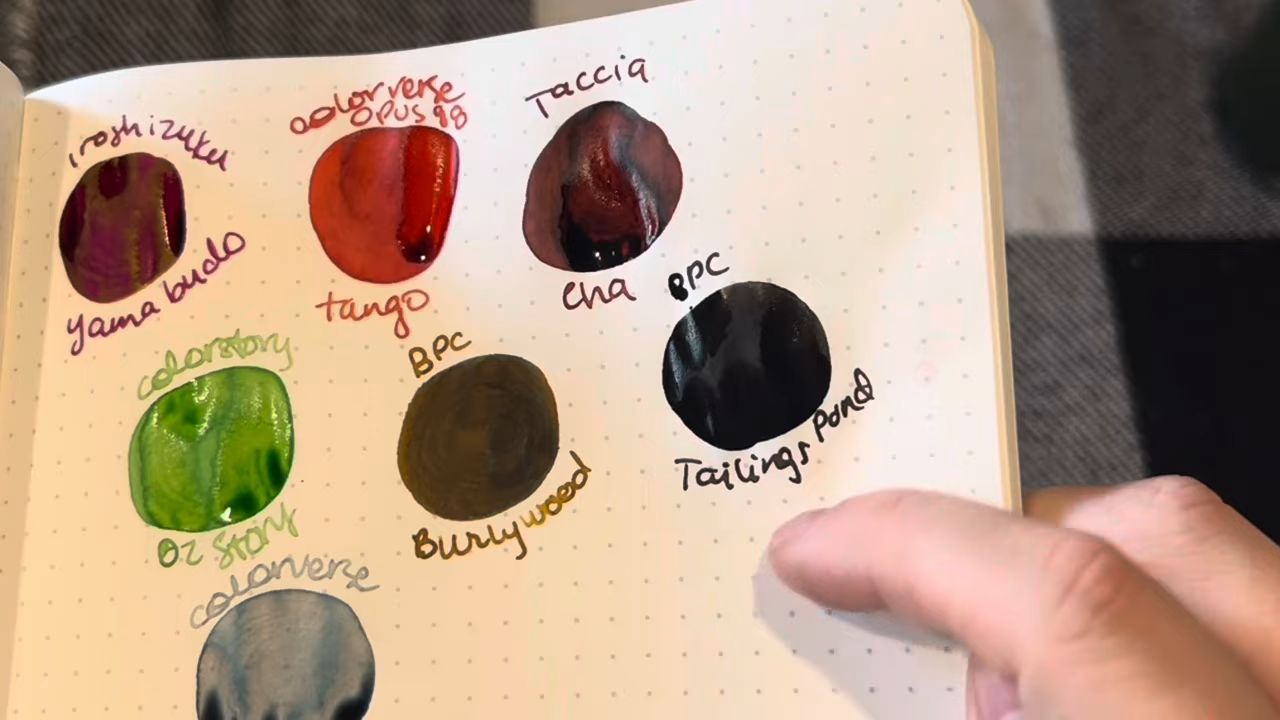 iroshizuku
yama budo
colorverse
OPUS 98
tango
Taccia
Cha
BPC
Tailings Pond
colorstory
OZ Story
BPC
Burlywood
colorverse